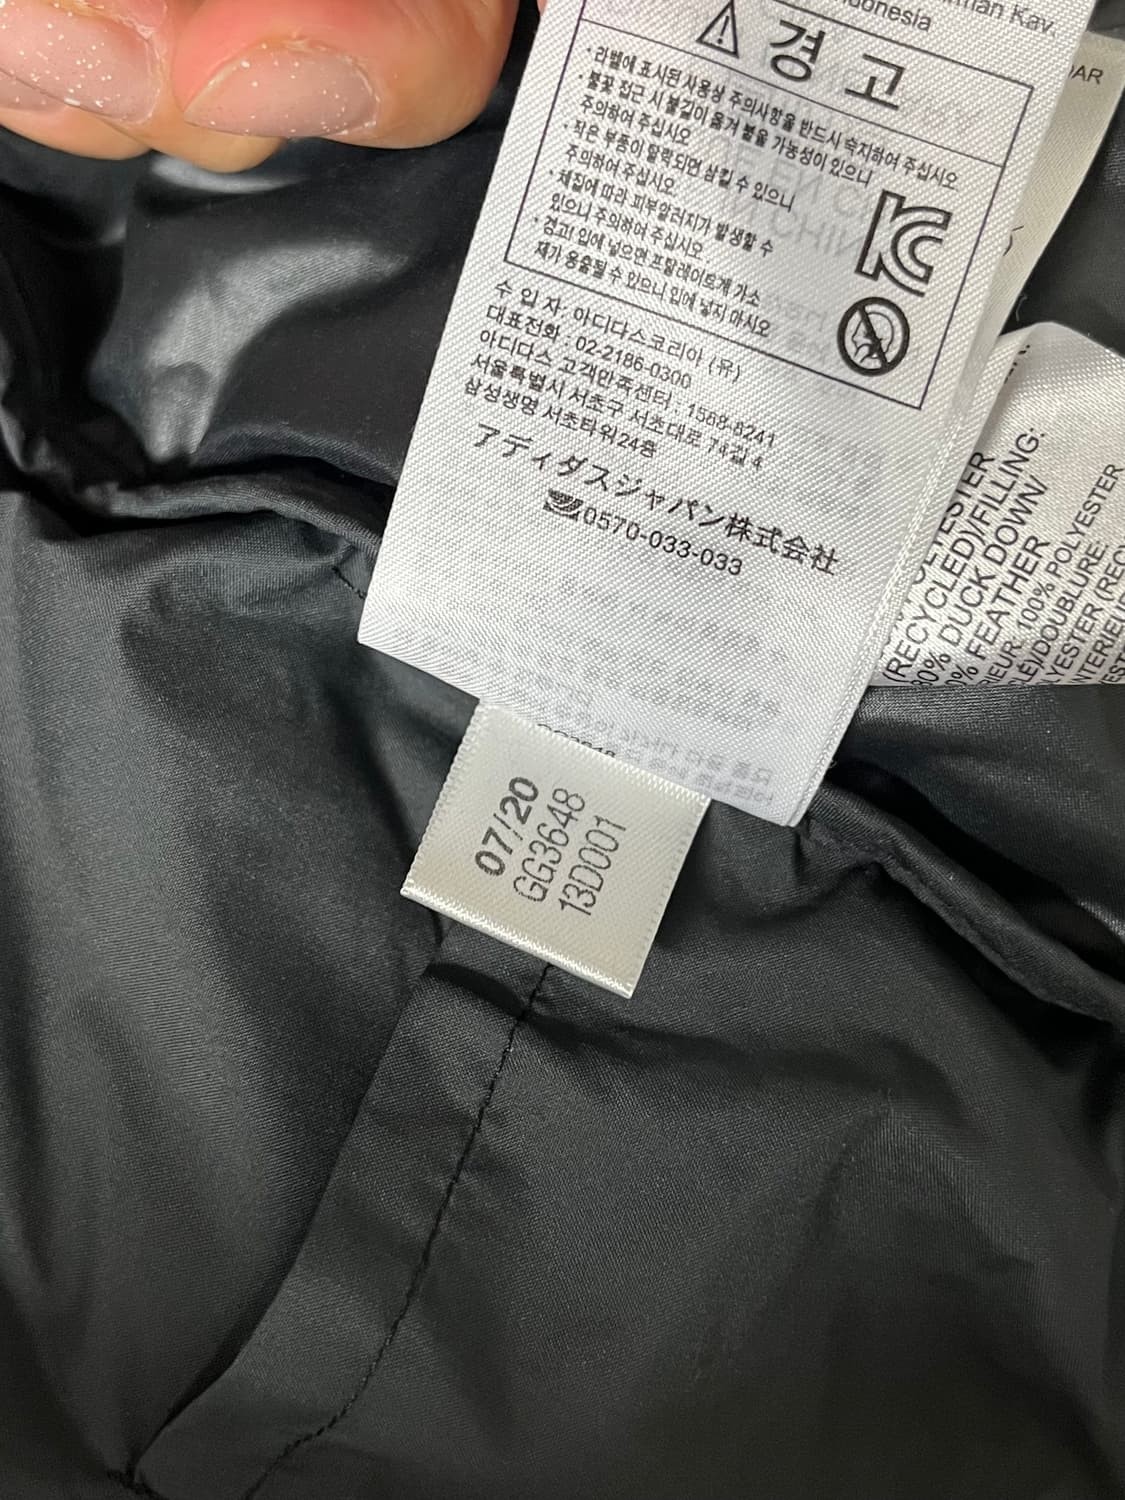 man Kav.
Indonesia
경 고
· 라벨에 표시된 사용상 주의사항을 반드시 숙지하여 주십시오
· 불꽃 접근 시 불길이 옮겨 붙을 가능성이 있으니
주의하여 주십시오
· 작은 부품이 탈락되면 삼킬 수 있으니
주의하여 주십시오
· 체질에 따라 피부알러지가 발생할 수
있으니 주의하여 주십시오
· 경고! 입에 넣으면 프탈레이트계 가소
제가 용출될 수 있으니 입에 넣지 마시오
수 입 자: 아디다스코리아 (유)
대표전화 : 02-2186-0300
아디다스 고객만족센터 : 1588-8241
서울특별시 서초구 서초대로 74길 4
삼성생명 서초타워24층
アディダスジャパン株式会社
0570-033-033
07/20
GG3648
13D001
(RECYCLED)/FILLING:
80% DUCK DOWN/
FEATHER
100% POLYESTER
DOUBLURE: